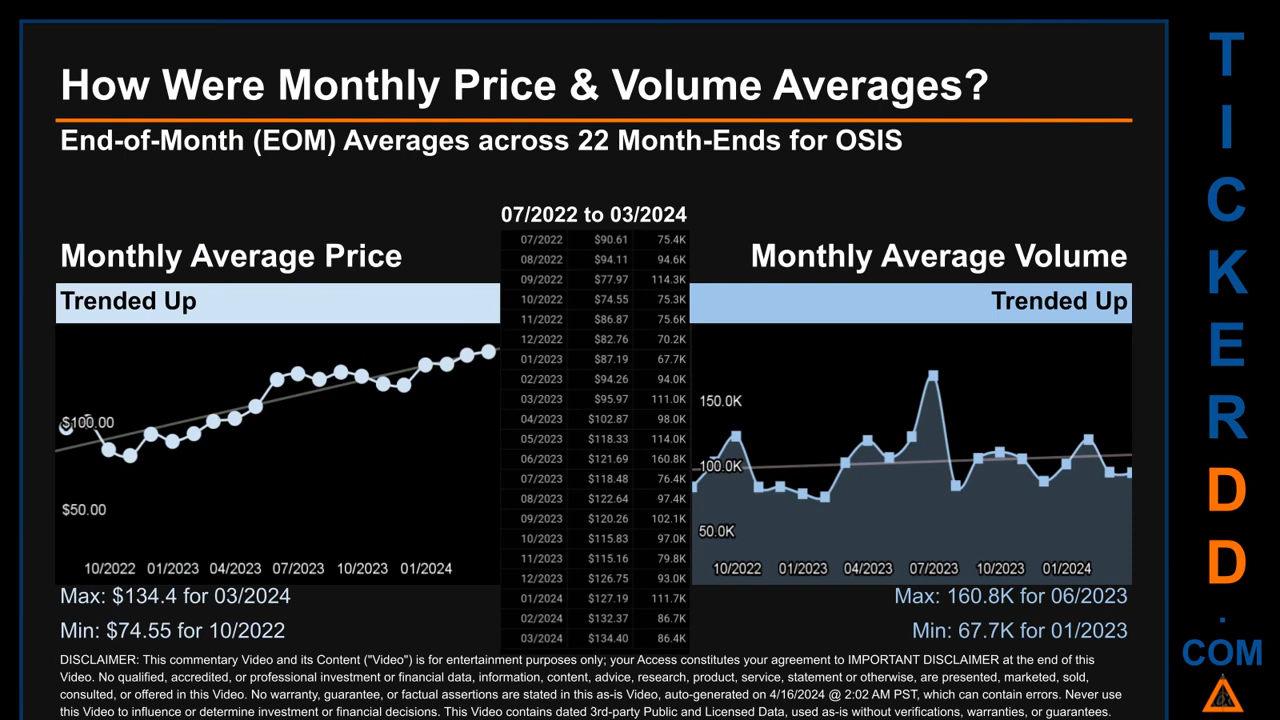 How Were Monthly Price & Volume Averages?
End-of-Month (EOM) Averages across 22 Month-Ends for OSIS
07/2022 to 03/2024
Monthly Average Price
Trended Up
$100.00
$50.00
10/2022 01/2023 04/2023 07/2023 10/2023 01/2024
Max: $134.4 for 03/2024
Min: $74.55 for 10/2022
07/2022 $90.61 75.4K
08/2022 $94.11 94.6K
09/2022 $77.97 114.3K
10/2022 $74.55 75.3K
11/2022 $86.87 75.6K
12/2022 $82.76 70.2K
01/2023 $87.19 67.7K
02/2023 $94.26 94.0K
03/2023 $95.97 111.0K
04/2023 $102.87 98.0K
05/2023 $118.33 114.0K
06/2023 $121.69 160.8K
07/2023 $118.48 76.4K
08/2023 $122.64 97.4K
09/2023 $120.26 102.1K
10/2023 $115.83 97.0K
11/2023 $115.16 79.8K
12/2023 $126.75 93.0K
01/2024 $127.19 111.7K
02/2024 $132.37 86.7K
03/2024 $134.40 86.4K
Monthly Average Volume
Trended Up
150.0K
100.0K
50.0K
10/2022 01/2023 04/2023 07/2023 10/2023 01/2024
Max: 160.8K for 06/2023
Min: 67.7K for 01/2023
DISCLAIMER: This commentary Video and its Content ("Video") is for entertainment purposes only; your Access constitutes your agreement to IMPORTANT DISCLAIMER at the end of this
Video. No qualified, accredited, or professional investment or financial data, information, content, advice, research, product, service, statement or otherwise, are presented, marketed, sold,
consulted, or offered in this Video. No warranty, guarantee, or factual assertions are stated in this as-is Video, auto-generated on 4/16/2024 @ 2:02 AM PST, which can contain errors. Never use
this Video to influence or determine investment or financial decisions. This Video contains dated 3rd-party Public and Licensed Data, used as-is without verifications, warranties, or guarantees.
T
I
C
K
E
R
D
D
.
COM